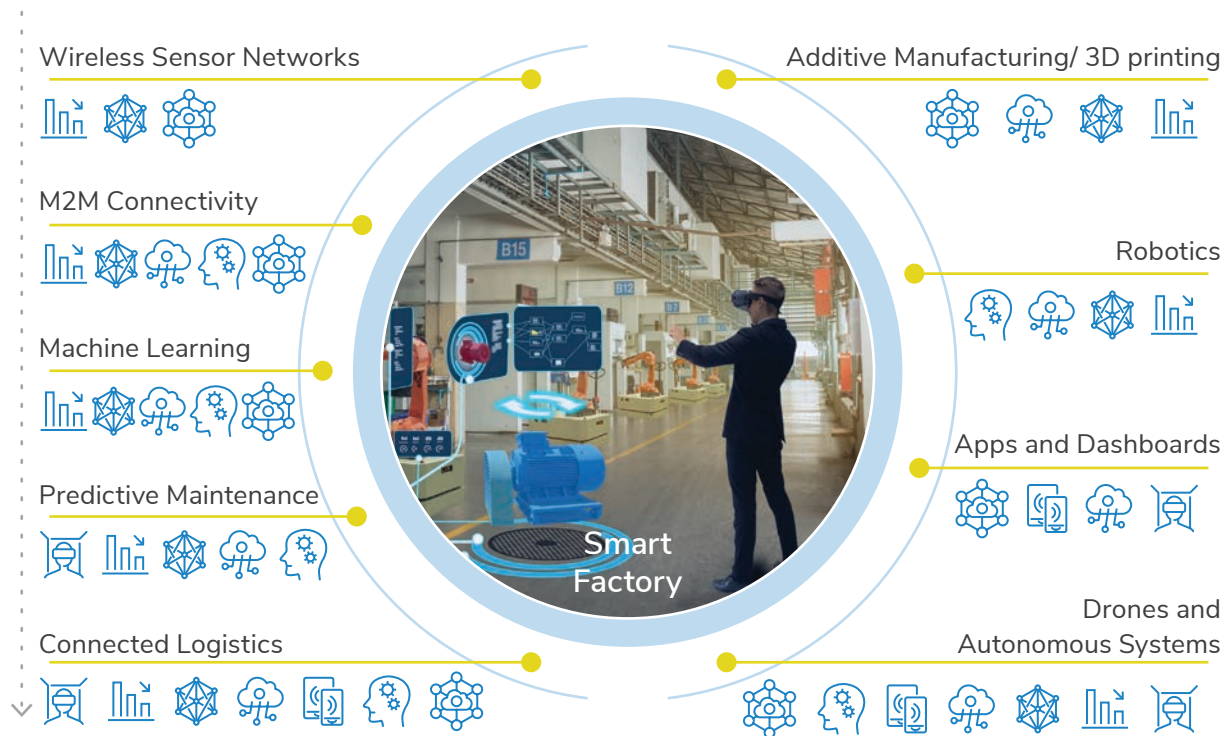 Wireless Sensor Networks
M2M Connectivity
Machine Learning
Predictive Maintenance
Connected Logistics
Additive Manufacturing/ 3D printing
Robotics
Apps and Dashboards
Drones and
Autonomous Systems
B15
B12
B7
Smart
Factory